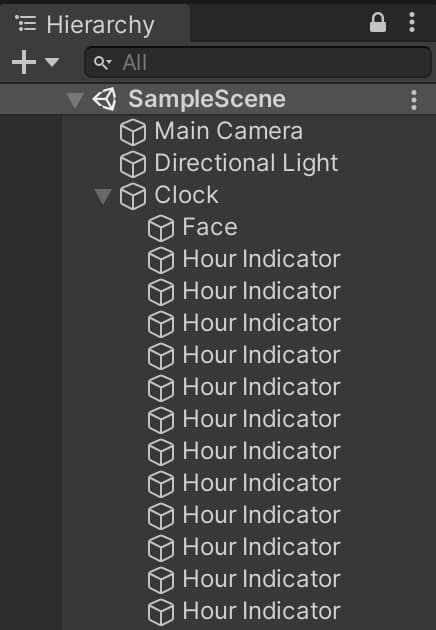 Hierarchy
All
SampleScene
Main Camera
Directional Light
Clock
Face
Hour Indicator
Hour Indicator
Hour Indicator
Hour Indicator
Hour Indicator
Hour Indicator
Hour Indicator
Hour Indicator
Hour Indicator
Hour Indicator
Hour Indicator
Hour Indicator